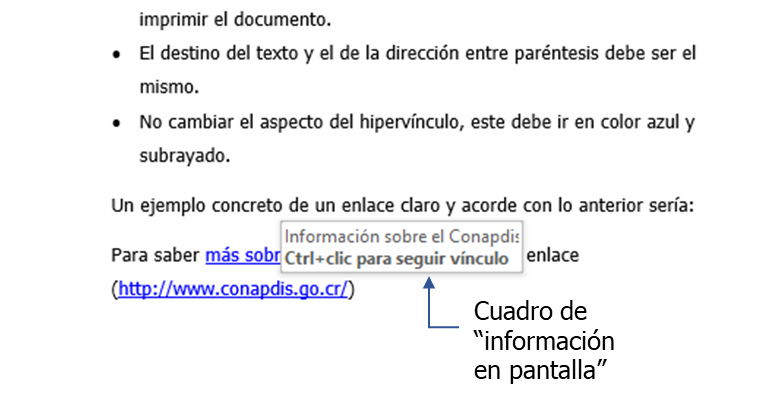 imprimir el documento.
• El destino del texto y el de la dirección entre paréntesis debe ser el
mismo.
• No cambiar el aspecto del hipervínculo, este debe ir en color azul y
subrayado.
Un ejemplo concreto de un enlace claro y acorde con lo anterior sería:
Información sobre el Conapdis
Para saber más sobr enlace
Ctrl+clic para seguir vínculo
(http://www.conapdis.go.cr/)
Cuadro de
“información
en pantalla”